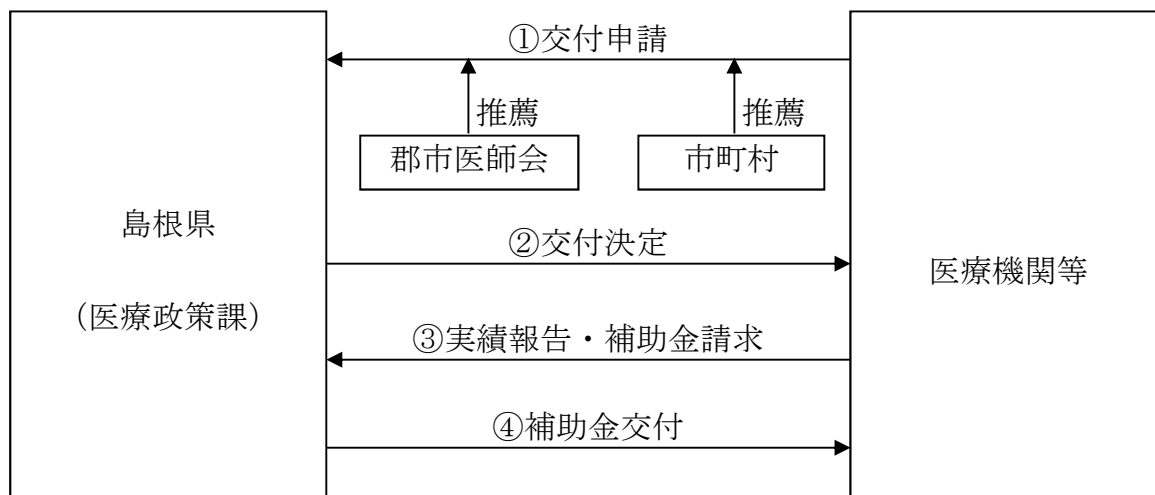 ①交付申請
推薦
推薦
郡市医師会
市町村
島根県
（医療政策課）
②交付決定
医療機関等
③実績報告・補助金請求
④補助金交付